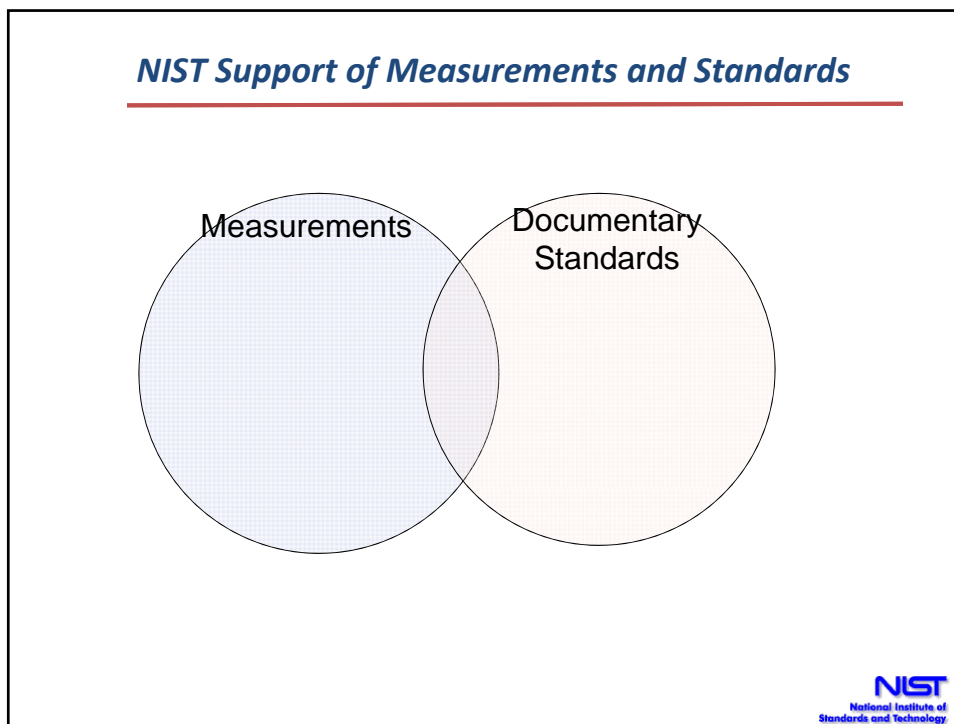 NIST Support of Measurements and Standards
Measurements
Documentary
Standards
NIST
National Institute of
Standards and Technology